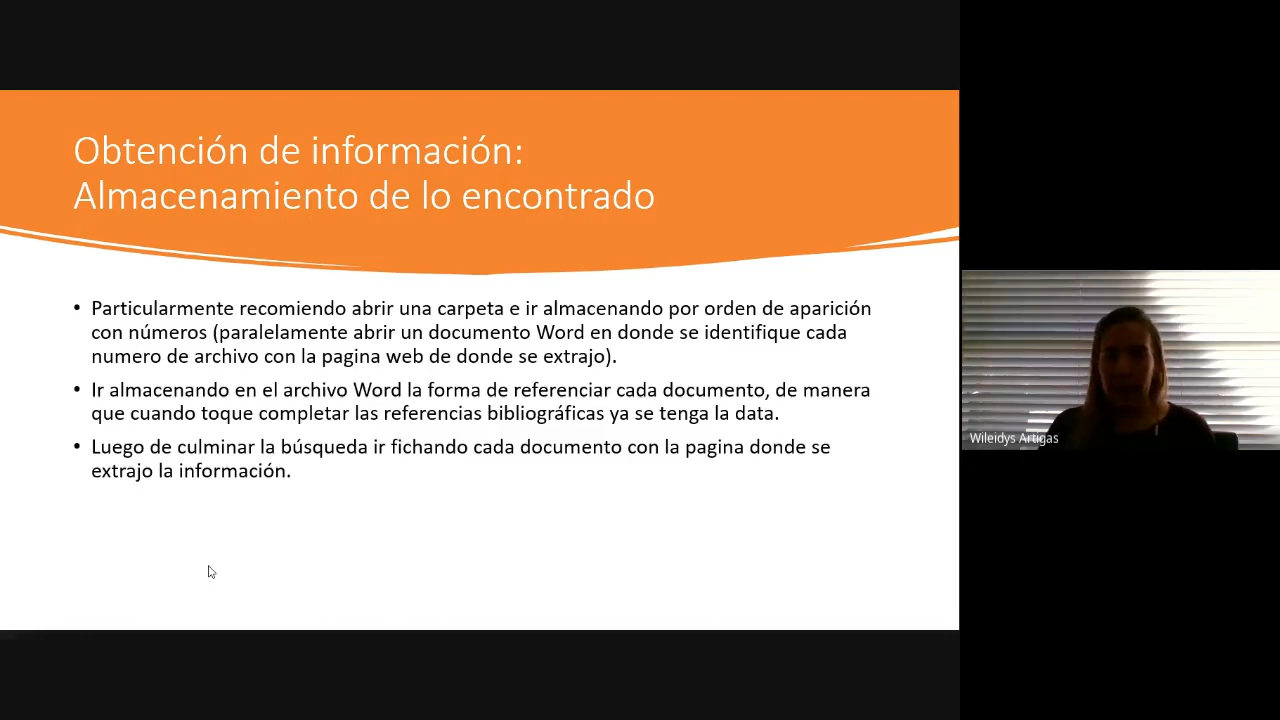 Obtención de información:
Almacenamiento de lo encontrado
• Particularmente recomiendo abrir una carpeta e ir almacenando por orden de aparición
con números (paralelamente abrir un documento Word en donde se identifique cada
numero de archivo con la pagina web de donde se extrajo).
• Ir almacenando en el archivo Word la forma de referenciar cada documento, de manera
que cuando toque completar las referencias bibliográficas ya se tenga la data.
• Luego de culminar la búsqueda ir fichando cada documento con la pagina donde se
extrajo la información.
Wileidys Artigas